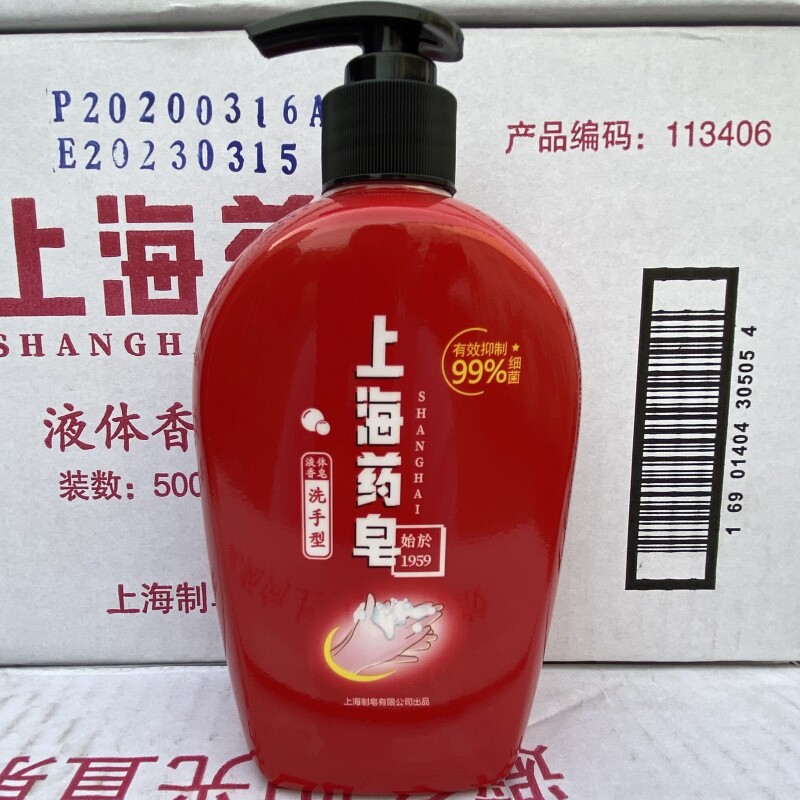 P20200316A
E20230315
产品编码：113406
上海药
SHANGH
液体香
装数：500
上海制
1 69 01404 30505 4
有效抑制
99%细菌
上海药皂
SHANGHAI
液体香皂
洗手型
始於
1959
上海制皂有限公司出品